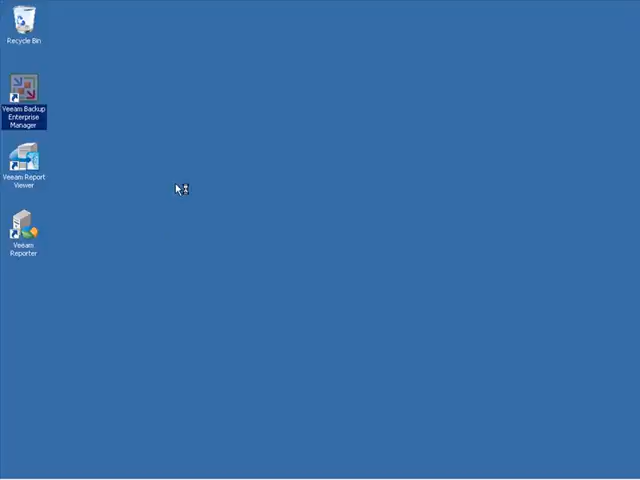 Recycle Bin
Veeam Backup
Enterprise
Manager
Veeam Report
Viewer
Veeam
Reporter